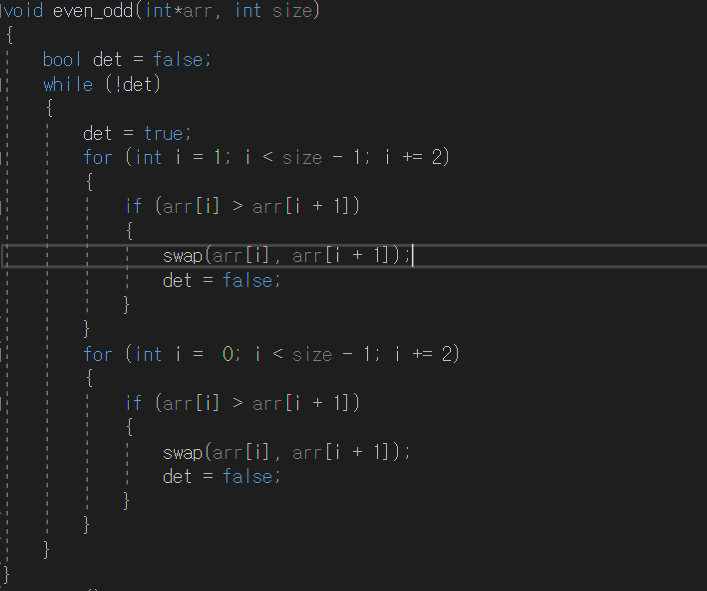 void even_odd(int*arr, int size)
{
bool det = false;
while (!det)
{
det = true;
for (int i = 1; i < size - 1; i += 2)
{
if (arr[i] > arr[i + 1])
{
swap(arr[i], arr[i + 1]);
det = false;
}
}
for (int i =  0; i < size - 1; i += 2)
{
if (arr[i] > arr[i + 1])
{
swap(arr[i], arr[i + 1]);
det = false;
}
}
}
}